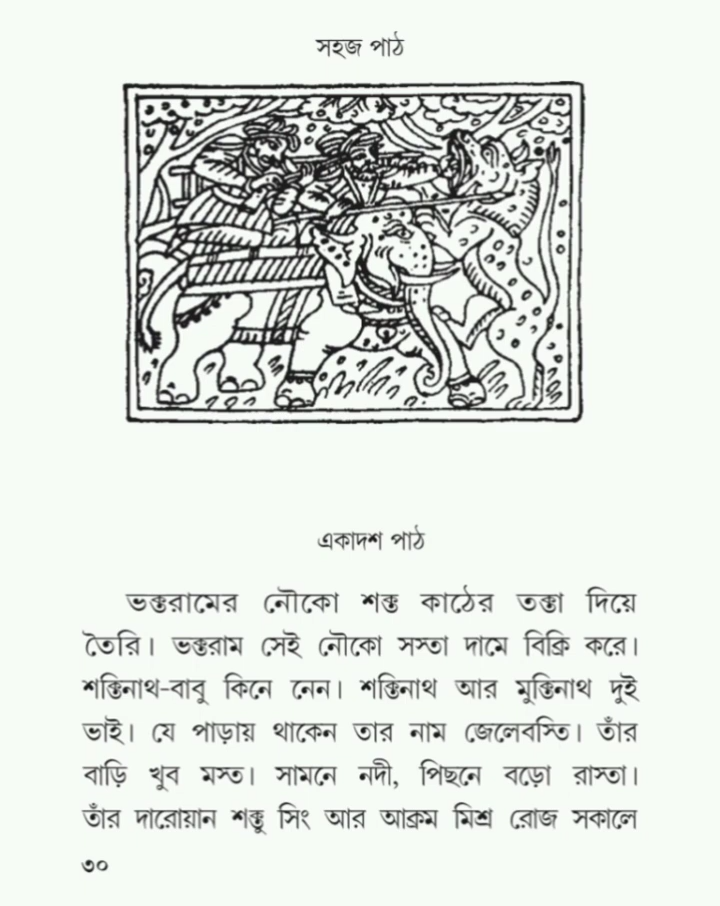 সহজ পাঠ
একাদশ পাঠ
ভক্তরামের নৌকো শক্ত কাঠের তক্তা দিয়ে
তৈরি। ভক্তরাম সেই নৌকো সস্তা দামে বিক্রি করে।
শক্তিনাথ-বাবু কিনে নেন। শক্তিনাথ আর মুক্তিনাথ দুই
ভাই। যে পাড়ায় থাকেন তার নাম জেলেবস্তি। তাঁর
বাড়ি খুব মস্ত। সামনে নদী, পিছনে বড়ো রাস্তা।
তাঁর দারোয়ান শক্তু সিং আর আক্রম মিশ্র রোজ সকালে
৩০